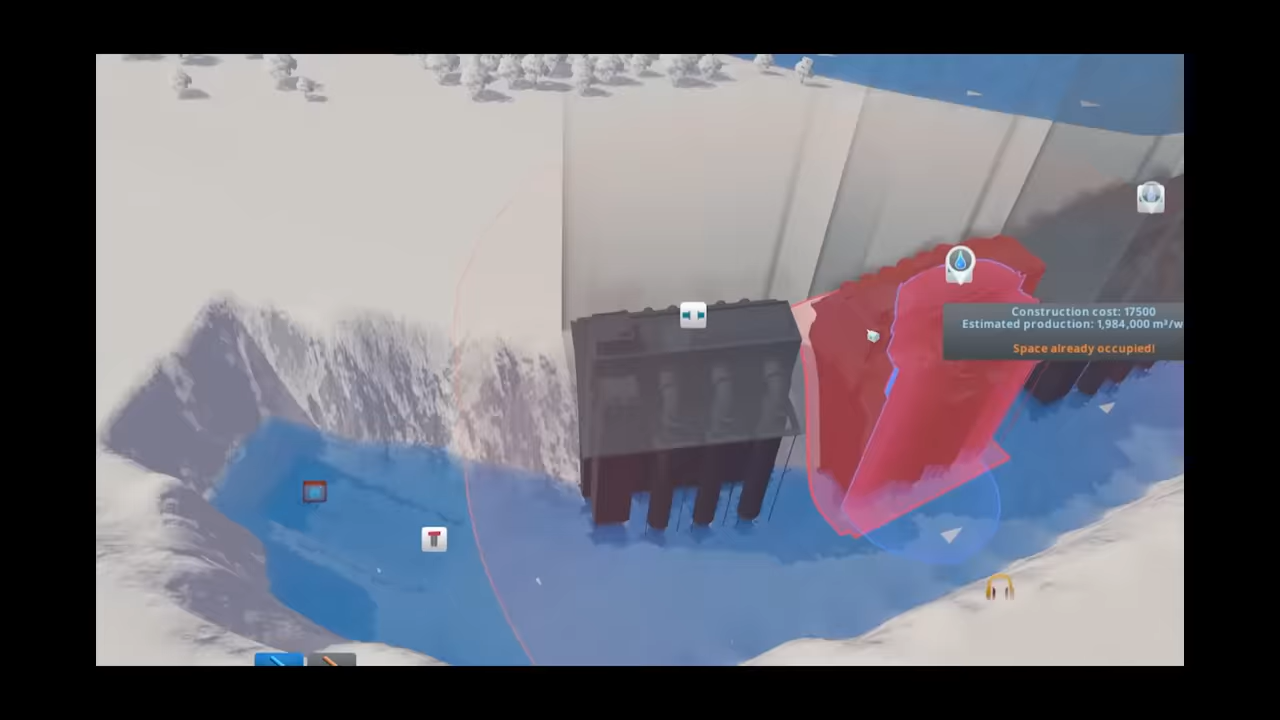 Construction cost: 17500
Estimated production: 1,984,000 m³/w
Space already occupied!